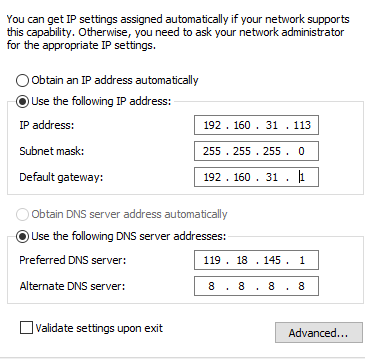 You can get IP settings assigned automatically if your network supports
this capability. Otherwise, you need to ask your network administrator
for the appropriate IP settings.
Obtain an IP address automatically
Use the following IP address:
IP address: 192 . 160 . 31 . 113
Subnet mask: 255 . 255 . 255 . 0
Default gateway: 192 . 160 . 31 . 1
Obtain DNS server address automatically
Use the following DNS server addresses:
Preferred DNS server: 119 . 18 . 145 . 1
Alternate DNS server: 8 . 8 . 8 . 8
Validate settings upon exit
Advanced...